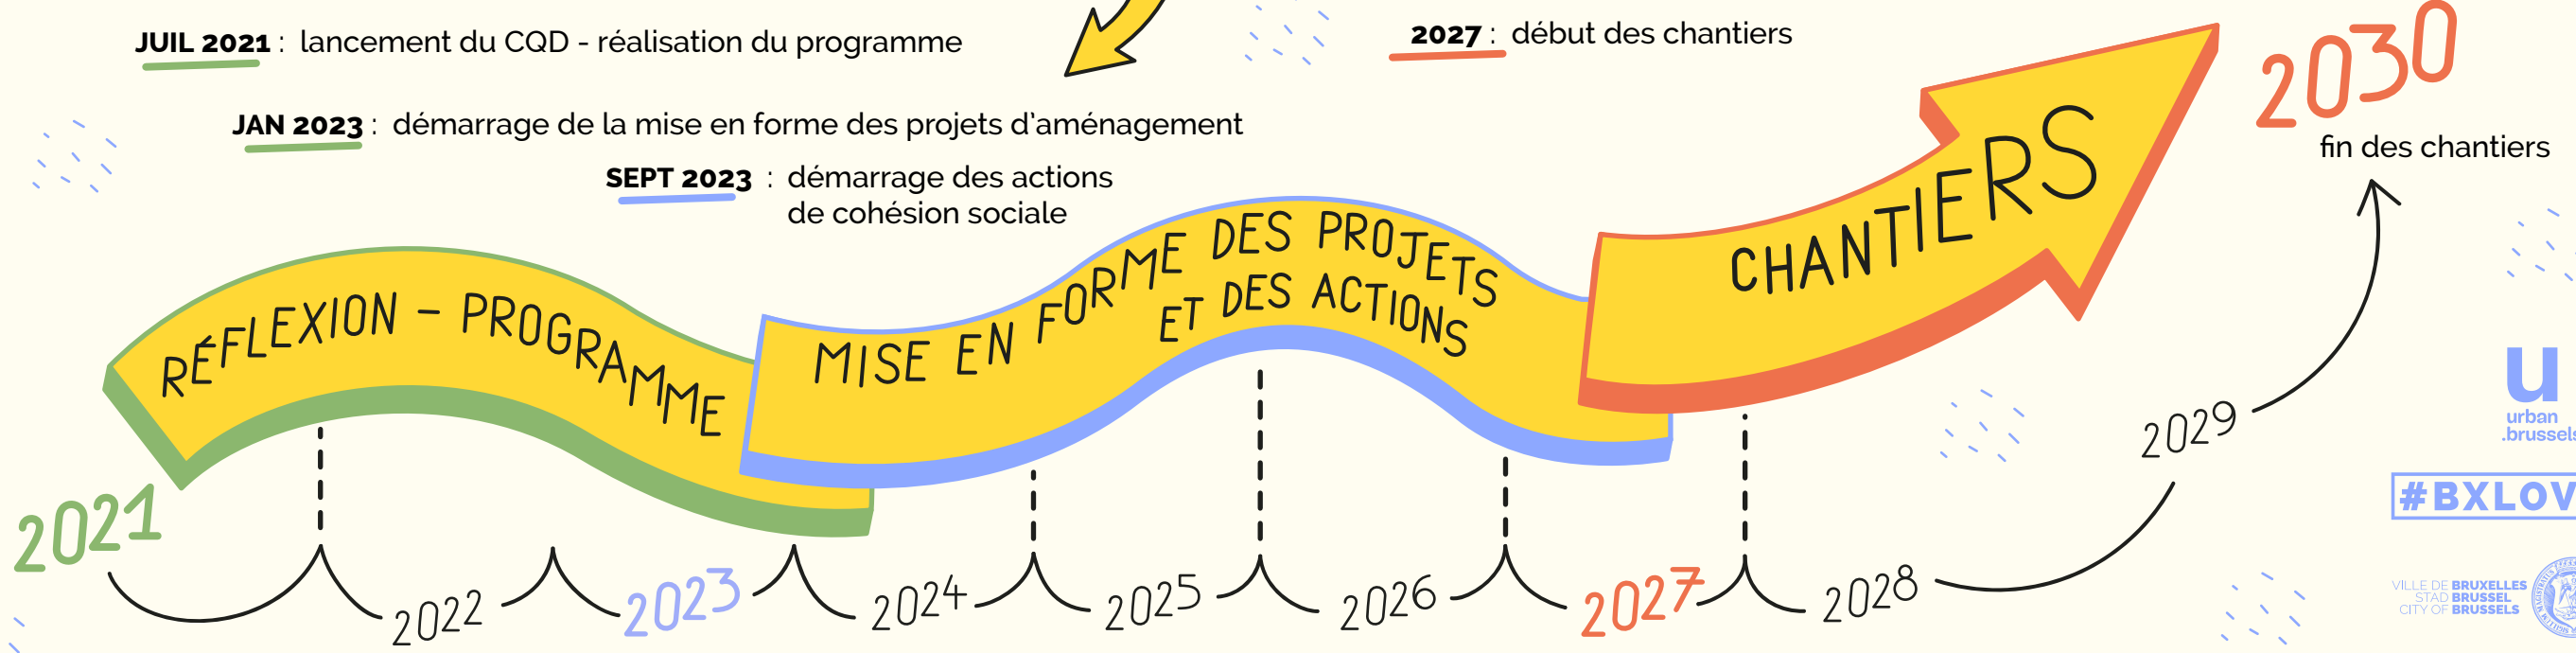 JUIL 2021 : lancement du CQD - réalisation du programme
JAN 2023 : démarrage de la mise en forme des projets d'aménagement
SEPT 2023 : démarrage des actions
de cohésion sociale
2027 : début des chantiers
2030
fin des chantiers
RÉFLEXION - PROGRAMME
MISE EN FORME DES PROJETS
ET DES ACTIONS
CHANTIERS
2021
2022
2023
2024
2025
2026
2027
2028
2029
u
urban
.brussels
#BXLOV
VILLE DE BRUXELLES
STAD BRUSSEL
CITY OF BRUSSELS